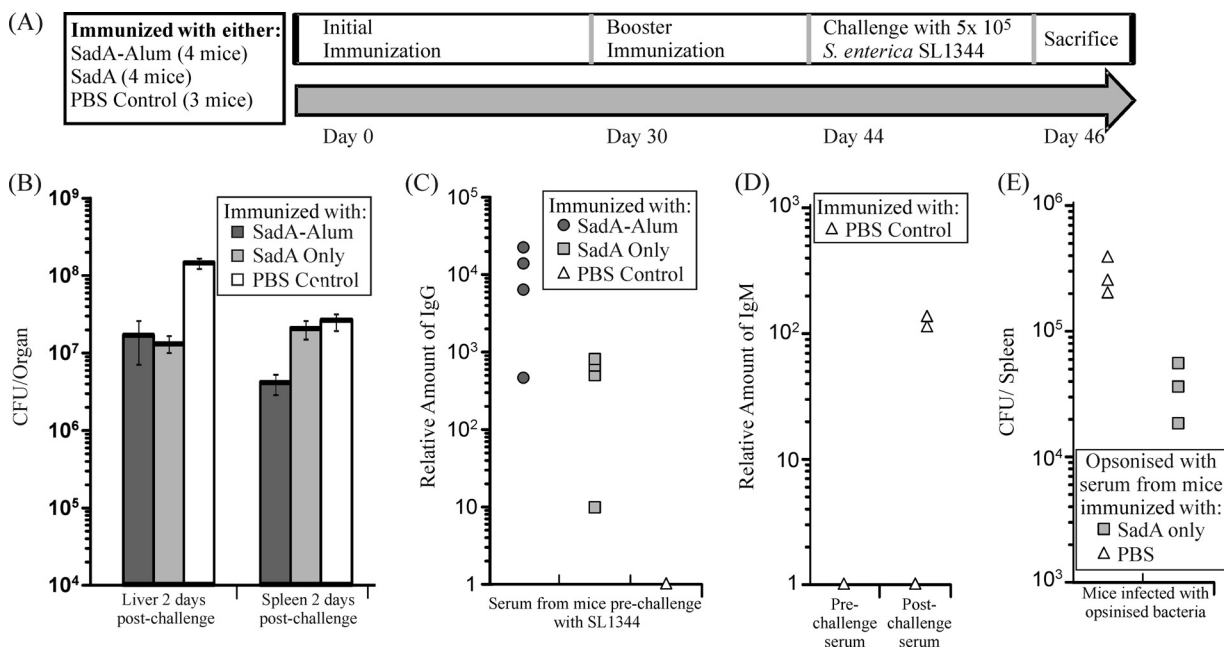 (A)
Immunized with either:
SadA-Alum (4 mice)
SadA (4 mice)
PBS Control (3 mice)
Initial
Immunization
Booster
Immunization
Challenge with 5x 10⁵
S. enterica SL1344
Sacrifice
Day 0
Day 30
Day 44
Day 46
(B)
CFU/Organ
10⁹
10⁸
10⁷
10⁶
10⁵
10⁴
Immunized with:
SadA-Alum
SadA Only
PBS Control
Liver 2 days
post-challenge
Spleen 2 days
post-challenge
(C)
Relative Amount of IgG
10⁵
10⁴
10³
10²
10
1
Immunized with:
SadA-Alum
SadA Only
PBS Control
Serum from mice pre-challenge
with SL1344
(D)
Relative Amount of IgM
10³
10²
10
1
Immunized with:
PBS Control
Pre-
challenge
serum
Post-
challenge
serum
(E)
CFU/ Spleen
10⁶
10⁵
10⁴
10³
Opsonised with
serum from mice
immunized with:
SadA only
PBS
Mice infected with
opsinised bacteria